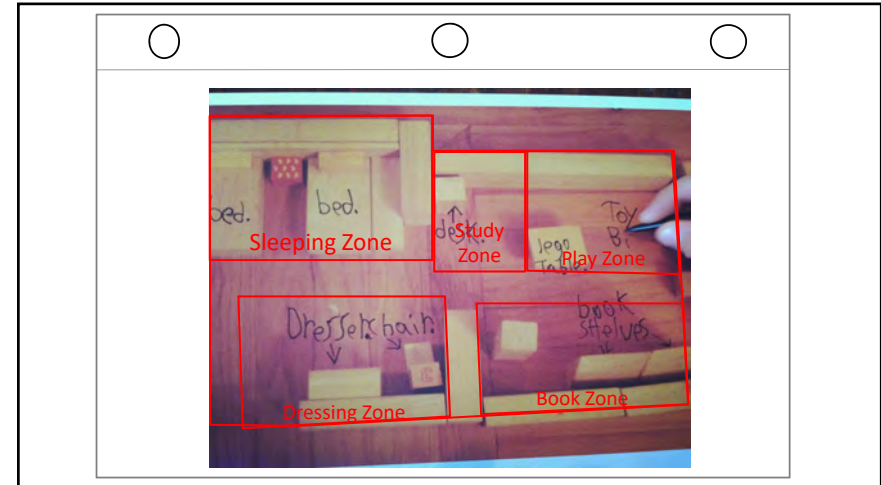 bed.
bed.
Sleeping Zone
desk.
Study
Zone
Toy
Bi
lego
Table.
Play Zone
Dresser.
chair.
Dressing Zone
book
shelves
Book Zone